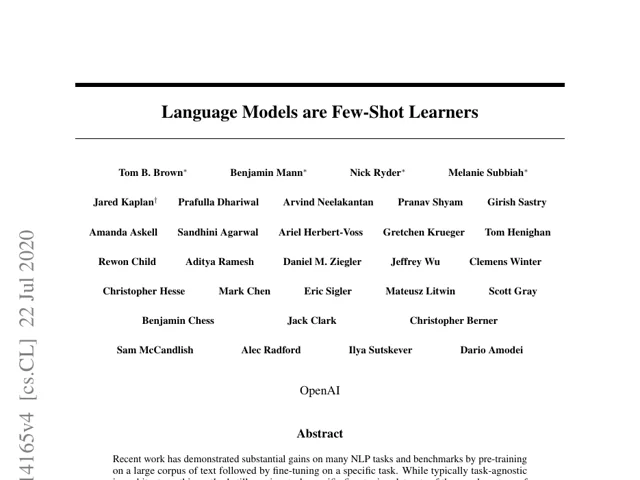 Language Models are Few-Shot Learners
Tom B. Brown* Benjamin Mann* Nick Ryder* Melanie Subbiah*
Jared Kaplan† Prafulla Dhariwal Arvind Neelakantan Pranav Shyam Girish Sastry
Amanda Askell Sandhini Agarwal Ariel Herbert-Voss Gretchen Krueger Tom Henighan
Rewon Child Aditya Ramesh Daniel M. Ziegler Jeffrey Wu Clemens Winter
Christopher Hesse Mark Chen Eric Sigler Mateusz Litwin Scott Gray
Benjamin Chess Jack Clark Christopher Berner
Sam McCandlish Alec Radford Ilya Sutskever Dario Amodei
OpenAI
Abstract
Recent work has demonstrated substantial gains on many NLP tasks and benchmarks by pre-training
on a large corpus of text followed by fine-tuning on a specific task. While typically task-agnostic
4165v4 [cs.CL] 22 Jul 2020